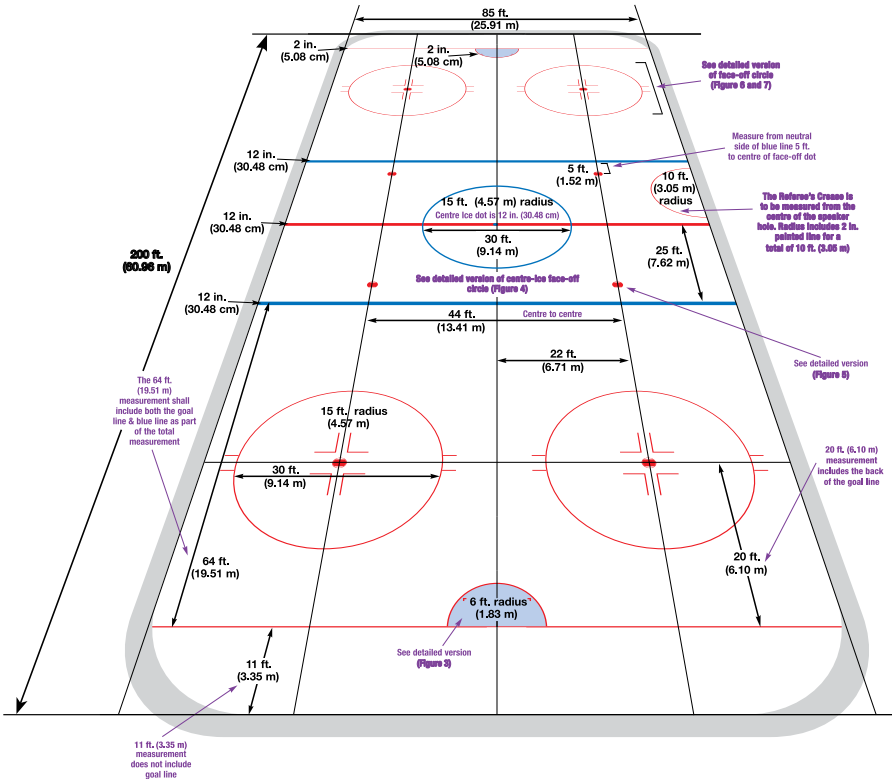 85 ft.
(25.91 m)
2 in.
(5.08 cm)
2 in.
(5.08 cm)
See detailed version
of face-off circle
(Figure 6 and 7)
12 in.
(30.48 cm)
5 ft.
(1.52 m)
Measure from neutral
side of blue line 5 ft.
to centre of face-off dot
10 ft.
(3.05 m)
radius
15 ft. (4.57 m) radius
Centre Ice dot is 12 in. (30.48 cm)
The Referee's Crease is
to be measured from the
centre of the speaker
hole. Radius includes 2 in.
painted line for a
total of 10 ft. (3.05 m)
12 in.
(30.48 cm)
30 ft.
(9.14 m)
25 ft.
(7.62 m)
200 ft.
(60.96 m)
See detailed version of centre-ice face-off
circle (Figure 4)
12 in.
(30.48 cm)
44 ft.
(13.41 m)
Centre to centre
22 ft.
(6.71 m)
See detailed version
(Figure 5)
The 64 ft.
(19.51 m)
measurement shall
include both the goal
line & blue line as part
of the total
measurement
15 ft. radius
(4.57 m)
30 ft.
(9.14 m)
20 ft. (6.10 m)
measurement
includes the back
of the goal line
64 ft.
(19.51 m)
20 ft.
(6.10 m)
6 ft. radius
(1.83 m)
See detailed version
(Figure 3)
11 ft.
(3.35 m)
11 ft. (3.35 m)
measurement
does not include
goal line